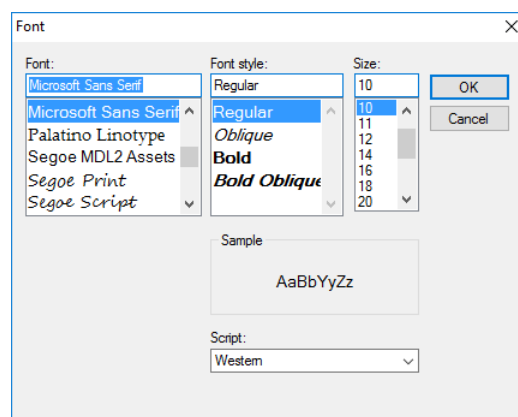 Font
Font:
Microsoft Sans Serif
Microsoft Sans Serif
Palatino Linotype
Segoe MDL2 Assets
Segoe Print
Segoe Script
Font style:
Regular
Regular
Oblique
Bold
Bold Oblique
Size:
10
10
11
12
14
16
18
20
OK
Cancel
Sample
AaBbYyZz
Script:
Western